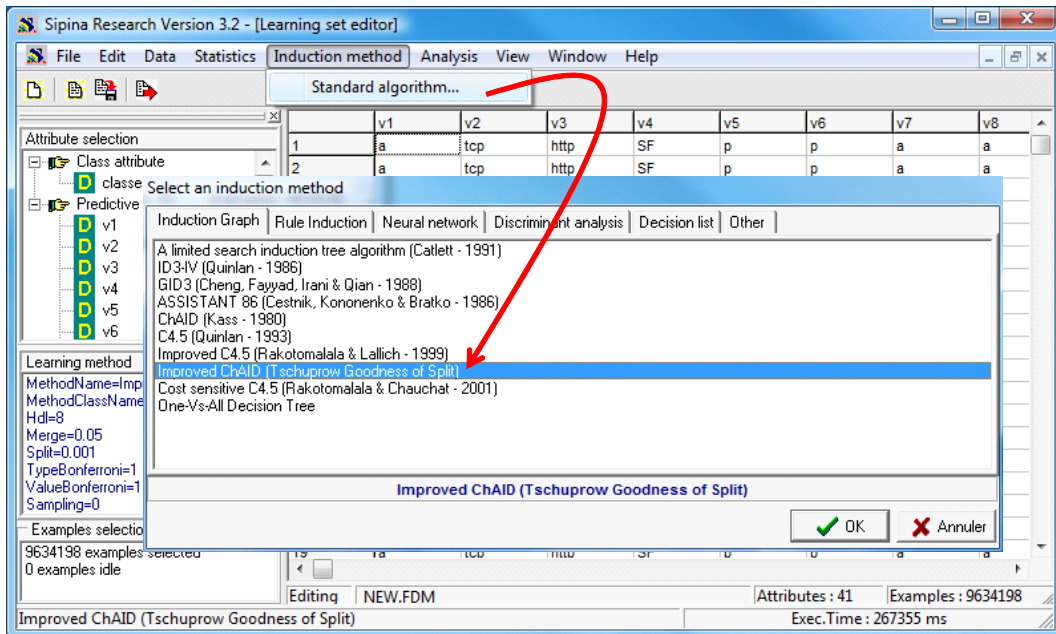 Sipina Research Version 3.2 - [Learning set editor]
File Edit Data Statistics Induction method Analysis View Window Help
Standard algorithm...
Attribute selection
Class attribute
classe
Predictive
v1
v2
v3
v4
v5
v6
v1 v2 v3 v4 v5 v6 v7 v8
1 a tcp http SF p p a a
2 a tcp http SF p p a a
Select an induction method
Induction Graph Rule Induction Neural network Discriminant analysis Decision list Other
A limited search induction tree algorithm (Catlett - 1991)
ID3-IV (Quinlan - 1986)
GID3 (Cheng, Fayyad, Irani & Qian - 1988)
ASSISTANT 86 (Cestnik, Kononenko & Bratko - 1986)
ChAID (Kass - 1980)
C4.5 (Quinlan - 1993)
Improved C4.5 (Rakotomalala & Lallich - 1999)
Improved ChAID (Tschuprow Goodness of Split)
Cost sensitive C4.5 (Rakotomalala & Chauchat - 2001)
One-Vs-All Decision Tree
Improved ChAID (Tschuprow Goodness of Split)
OK Annuler
Learning method
MethodName=Imp
MethodClassName
Hdl=8
Merge=0.05
Split=0.001
TypeBonferroni=1
ValueBonferroni=1
Sampling=0
Examples selectio
9634198 examples selected
0 examples idle
19 a tcp http SF p p a a
Editing NEW.FDM Attributes : 41 Examples : 9634198
Improved ChAID (Tschuprow Goodness of Split) Exec.Time : 267355 ms